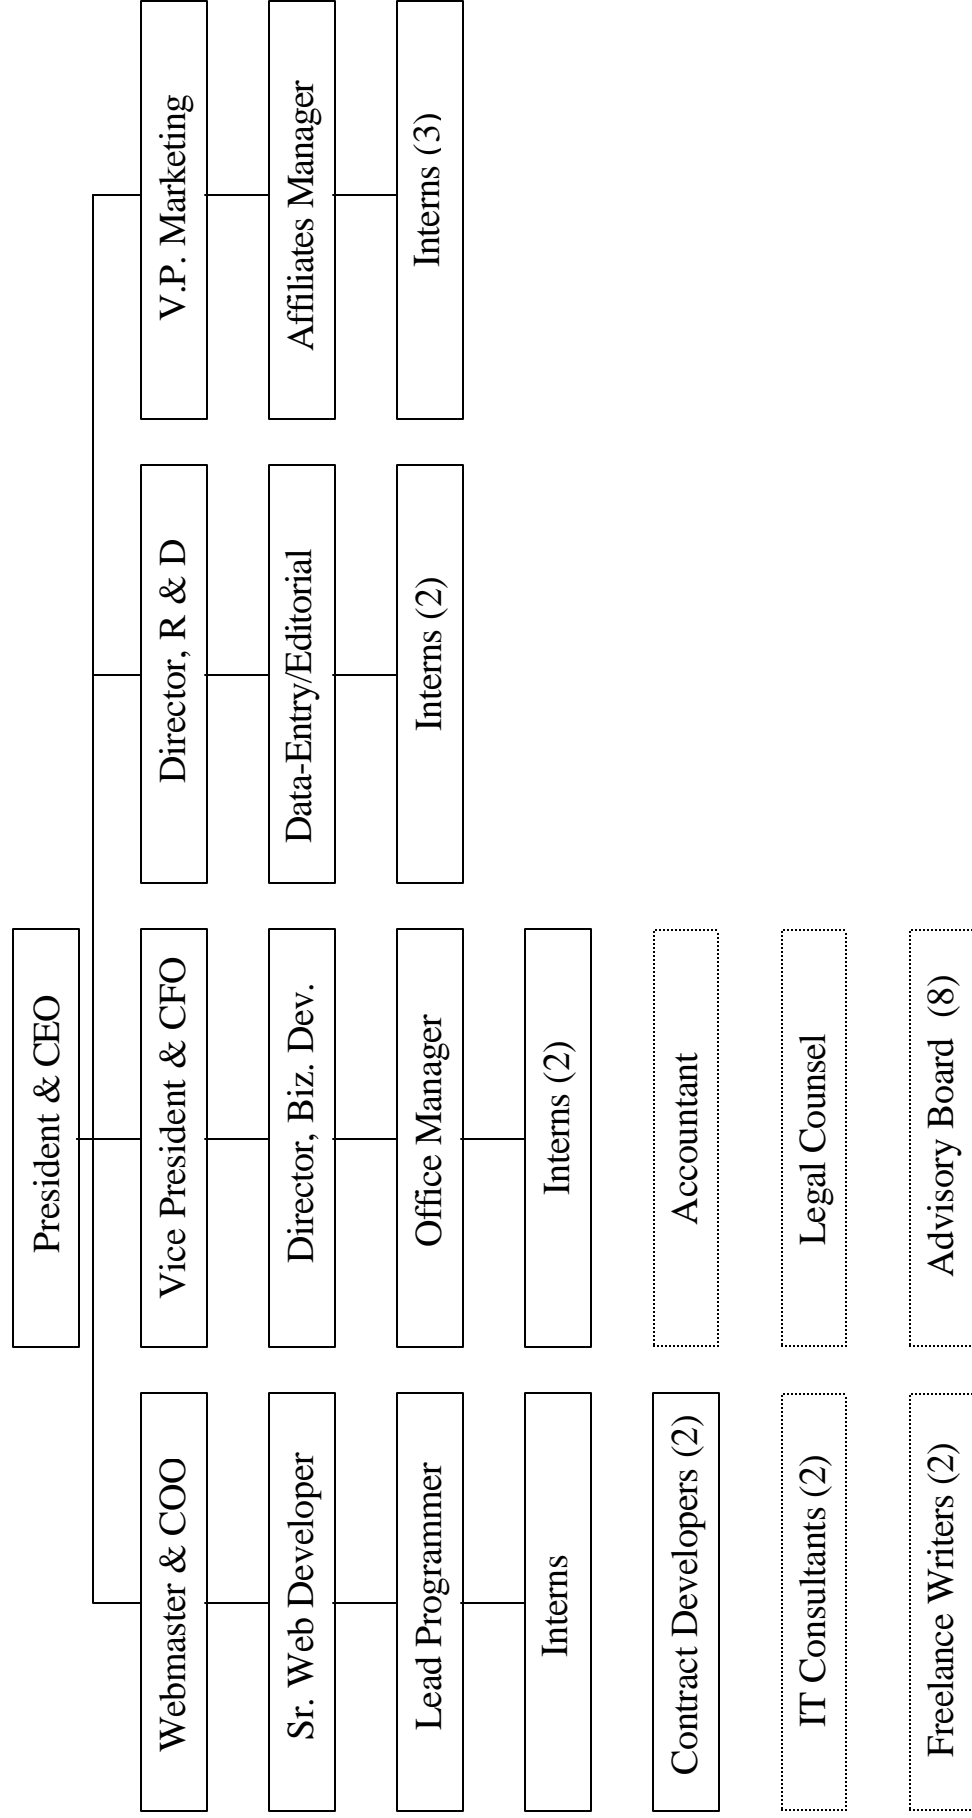 President & CEO
Webmaster & COO
Vice President & CFO
Director, R & D
V.P. Marketing
Sr. Web Developer
Director, Biz. Dev.
Data-Entry/Editorial
Affiliates Manager
Lead Programmer
Office Manager
Interns (2)
Interns (3)
Interns
Interns (2)
Contract Developers (2)
Accountant
IT Consultants (2)
Legal Counsel
Freelance Writers (2)
Advisory Board (8)